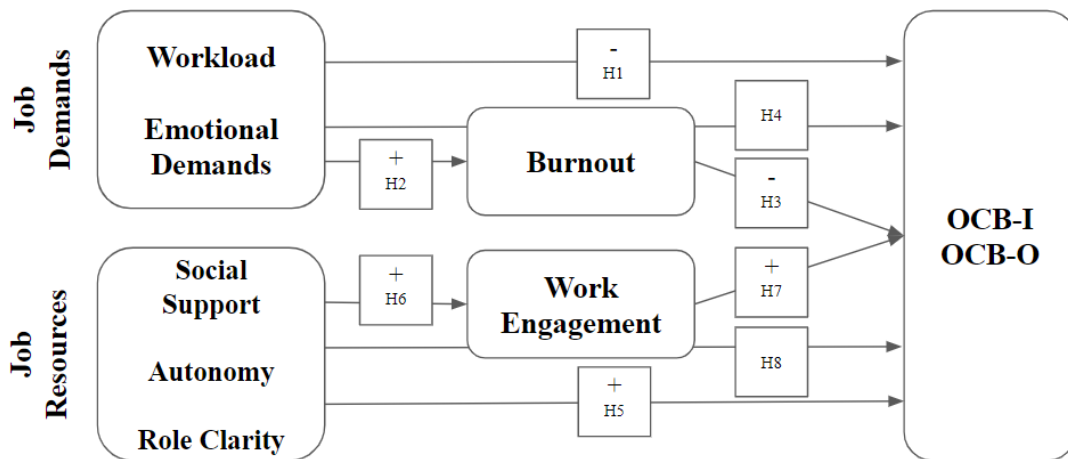 Job
Demands
Workload
Emotional
Demands
-
H1
+
H2
Burnout
H4
-
H3
OCB-I
OCB-O
Job
Resources
Social
Support
Autonomy
Role Clarity
+
H6
Work
Engagement
+
H7
H8
+
H5